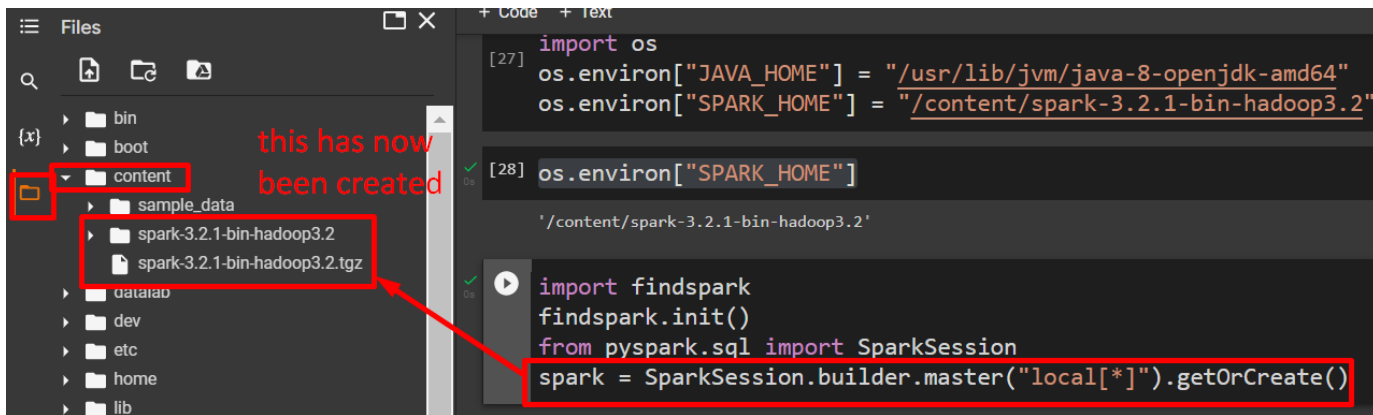 Files
bin
boot
content
sample_data
spark-3.2.1-bin-hadoop3.2
spark-3.2.1-bin-hadoop3.2.tgz
datalab
dev
etc
home
lib
{x}
this has now
been created
+ Code + Text
[27]
import os
os.environ["JAVA_HOME"] = "/usr/lib/jvm/java-8-openjdk-amd64"
os.environ["SPARK_HOME"] = "/content/spark-3.2.1-bin-hadoop3.2"
0s
[28] os.environ["SPARK_HOME"]
'/content/spark-3.2.1-bin-hadoop3.2'
0s
import findspark
findspark.init()
from pyspark.sql import SparkSession
spark = SparkSession.builder.master("local[*]").getOrCreate()